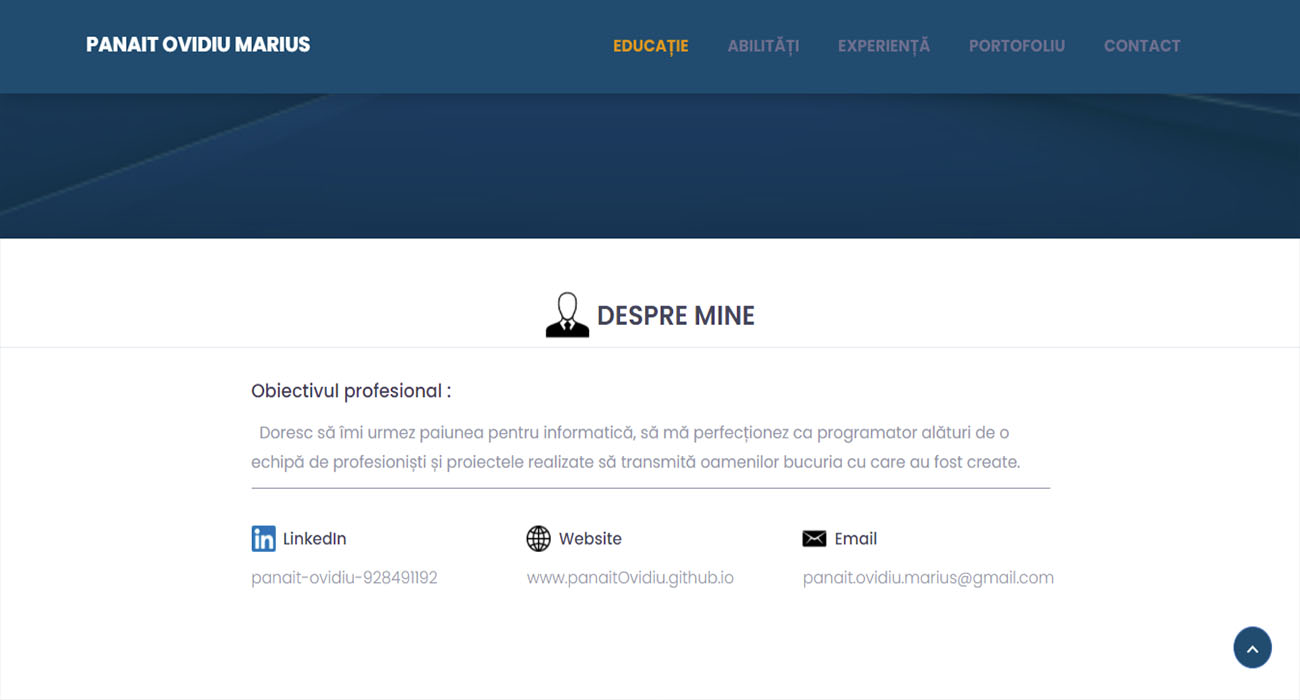 PANAIT OVIDIU MARIUS
EDUCAȚIE ABILITĂȚI EXPERIENȚĂ PORTOFOLIU CONTACT
DESPRE MINE
Obiectivul profesional :
Doresc să îmi urmez paiunea pentru informatică, să mă perfecționez ca programator alături de o
echipă de profesioniști și proiectele realizate să transmită oamenilor bucuria cu care au fost create.
LinkedIn Website Email
panait-ovidiu-928491192 www.panaitOvidiu.github.io panait.ovidiu.marius@gmail.com